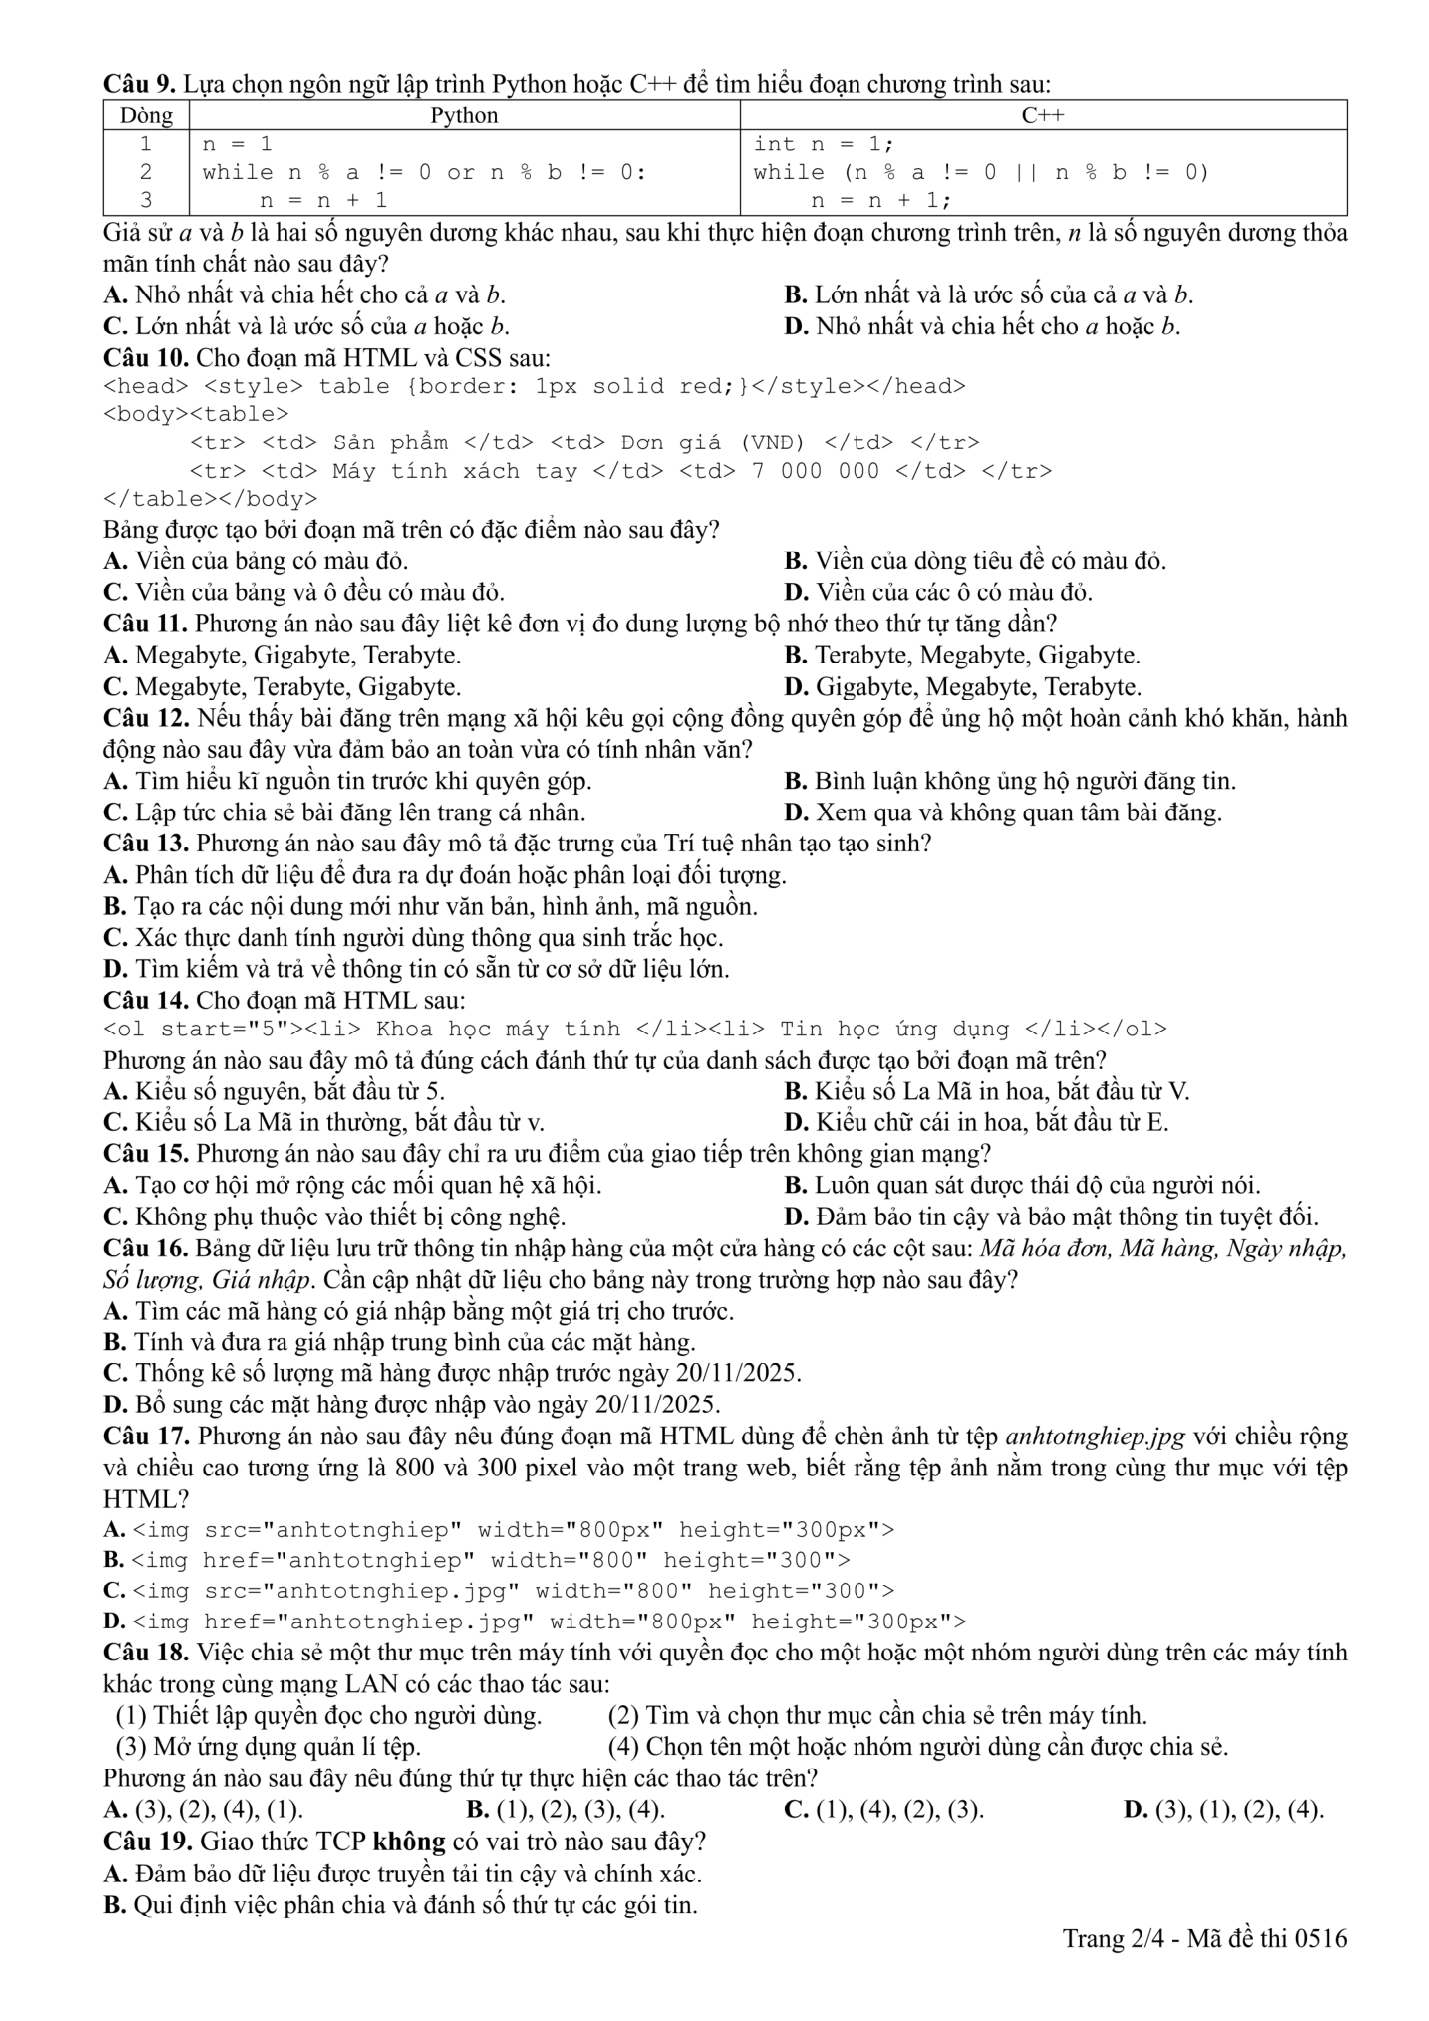 Câu 9. Lựa chọn ngôn ngữ lập trình Python hoặc C++ để tìm hiểu đoạn chương trình sau:
Dòng Python C++
1 n = 1 int n = 1;
2 while n % a != 0 or n % b != 0: while (n % a != 0 || n % b != 0)
3 n = n + 1 n = n + 1;
Giả sử a và b là hai số nguyên dương khác nhau, sau khi thực hiện đoạn chương trình trên, n là số nguyên dương thỏa
mãn tính chất nào sau đây?
A. Nhỏ nhất và chia hết cho cả a và b. B. Lớn nhất và là ước số của cả a và b.
C. Lớn nhất và là ước số của a hoặc b. D. Nhỏ nhất và chia hết cho a hoặc b.
Câu 10. Cho đoạn mã HTML và CSS sau:
<head> <style> table {border: 1px solid red;}</style></head>
<body><table>
<tr> <td> Sản phẩm </td> <td> Đơn giá (VNĐ) </td> </tr>
<tr> <td> Máy tính xách tay </td> <td> 7 000 000 </td> </tr>
</table></body>
Bảng được tạo bởi đoạn mã trên có đặc điểm nào sau đây?
A. Viền của bảng có màu đỏ. B. Viền của dòng tiêu đề có màu đỏ.
C. Viền của bảng và ô đều có màu đỏ. D. Viền của các ô có màu đỏ.
Câu 11. Phương án nào sau đây liệt kê đơn vị đo dung lượng bộ nhớ theo thứ tự tăng dần?
A. Megabyte, Gigabyte, Terabyte. B. Terabyte, Megabyte, Gigabyte.
C. Megabyte, Terabyte, Gigabyte. D. Gigabyte, Megabyte, Terabyte.
Câu 12. Nếu thấy bài đăng trên mạng xã hội kêu gọi cộng đồng quyên góp để ủng hộ một hoàn cảnh khó khăn, hành
động nào sau đây vừa đảm bảo an toàn vừa có tính nhân văn?
A. Tìm hiểu kĩ nguồn tin trước khi quyên góp. B. Bình luận không ủng hộ người đăng tin.
C. Lập tức chia sẻ bài đăng lên trang cá nhân. D. Xem qua và không quan tâm bài đăng.
Câu 13. Phương án nào sau đây mô tả đặc trưng của Trí tuệ nhân tạo tạo sinh?
A. Phân tích dữ liệu để đưa ra dự đoán hoặc phân loại đối tượng.
B. Tạo ra các nội dung mới như văn bản, hình ảnh, mã nguồn.
C. Xác thực danh tính người dùng thông qua sinh trắc học.
D. Tìm kiếm và trả về thông tin có sẵn từ cơ sở dữ liệu lớn.
Câu 14. Cho đoạn mã HTML sau:
<ol start="5"><li> Khoa học máy tính </li><li> Tin học ứng dụng </li></ol>
Phương án nào sau đây mô tả đúng cách đánh thứ tự của danh sách được tạo bởi đoạn mã trên?
A. Kiểu số nguyên, bắt đầu từ 5. B. Kiểu số La Mã in hoa, bắt đầu từ V.
C. Kiểu số La Mã in thường, bắt đầu từ v. D. Kiểu chữ cái in hoa, bắt đầu từ E.
Câu 15. Phương án nào sau đây chỉ ra ưu điểm của giao tiếp trên không gian mạng?
A. Tạo cơ hội mở rộng các mối quan hệ xã hội. B. Luôn quan sát được thái độ của người nói.
C. Không phụ thuộc vào thiết bị công nghệ. D. Đảm bảo tin cậy và bảo mật thông tin tuyệt đối.
Câu 16. Bảng dữ liệu lưu trữ thông tin nhập hàng của một cửa hàng có các cột sau: Mã hóa đơn, Mã hàng, Ngày nhập,
Số lượng, Giá nhập. Cần cập nhật dữ liệu cho bảng này trong trường hợp nào sau đây?
A. Tìm các mã hàng có giá nhập bằng một giá trị cho trước.
B. Tính và đưa ra giá nhập trung bình của các mặt hàng.
C. Thống kê số lượng mã hàng được nhập trước ngày 20/11/2025.
D. Bổ sung các mặt hàng được nhập vào ngày 20/11/2025.
Câu 17. Phương án nào sau đây nêu đúng đoạn mã HTML dùng để chèn ảnh từ tệp anhtotnghiep.jpg với chiều rộng
và chiều cao tương ứng là 800 và 300 pixel vào một trang web, biết rằng tệp ảnh nằm trong cùng thư mục với tệp
HTML?
A. <img src="anhtotnghiep" width="800px" height="300px">
B. <img href="anhtotnghiep" width="800" height="300">
C. <img src="anhtotnghiep.jpg" width="800" height="300">
D. <img href="anhtotnghiep.jpg" width="800px" height="300px">
Câu 18. Việc chia sẻ một thư mục trên máy tính với quyền đọc cho một hoặc một nhóm người dùng trên các máy tính
khác trong cùng mạng LAN có các thao tác sau:
(1) Thiết lập quyền đọc cho người dùng. (2) Tìm và chọn thư mục cần chia sẻ trên máy tính.
(3) Mở ứng dụng quản lí tệp. (4) Chọn tên một hoặc nhóm người dùng cần được chia sẻ.
Phương án nào sau đây nêu đúng thứ tự thực hiện các thao tác trên?
A. (3), (2), (4), (1). B. (1), (2), (3), (4). C. (1), (4), (2), (3). D. (3), (1), (2), (4).
Câu 19. Giao thức TCP không có vai trò nào sau đây?
A. Đảm bảo dữ liệu được truyền tải tin cậy và chính xác.
B. Qui định việc phân chia và đánh số thứ tự các gói tin.
Trang 2/4 - Mã đề thi 0516